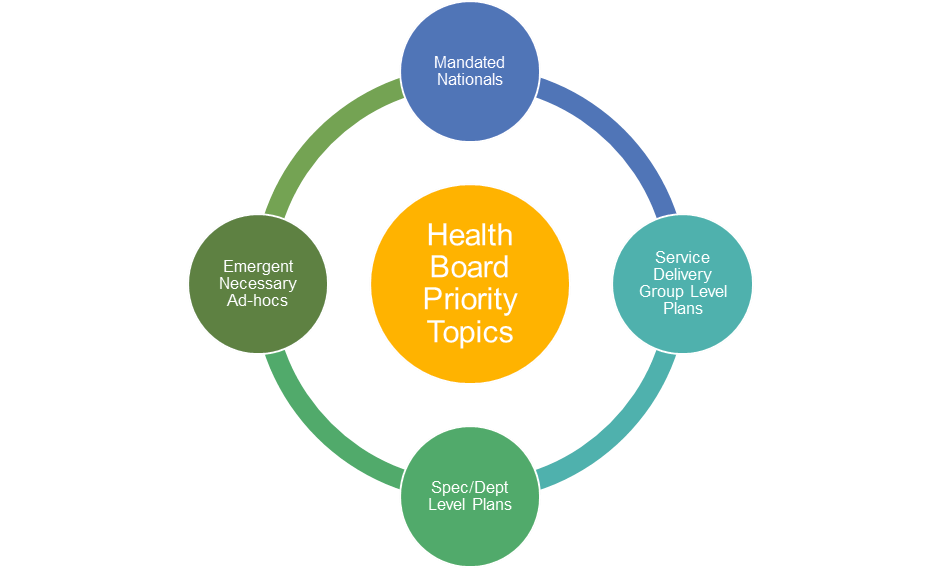 Mandated
Nationals
Health
Board
Priority
Topics
Service
Delivery
Group Level
Plans
Emergent
Necessary
Ad-hocs
Spec/Dept
Level Plans